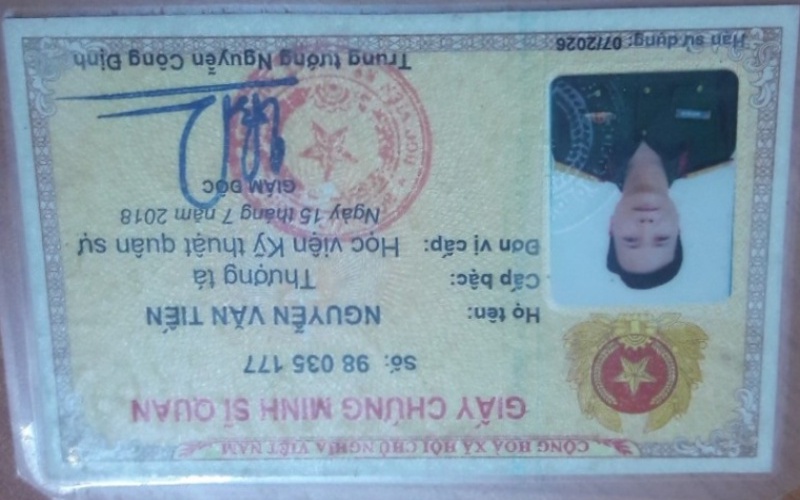 CỘNG HOÀ XÃ HỘI CHỦ NGHĨA VIỆT NAM
GIẤY CHỨNG MINH SĨ QUAN
Số: 98 035 177
Họ tên: NGUYỄN VĂN TIẾN
Cấp bậc: Thượng tá
Đơn vị cấp: Học viện Kỹ thuật quân sự
Ngày 15 tháng 7 năm 2018
GIÁM ĐỐC
Trung tướng Nguyễn Công Định
Hạn sử dụng: 07/2026